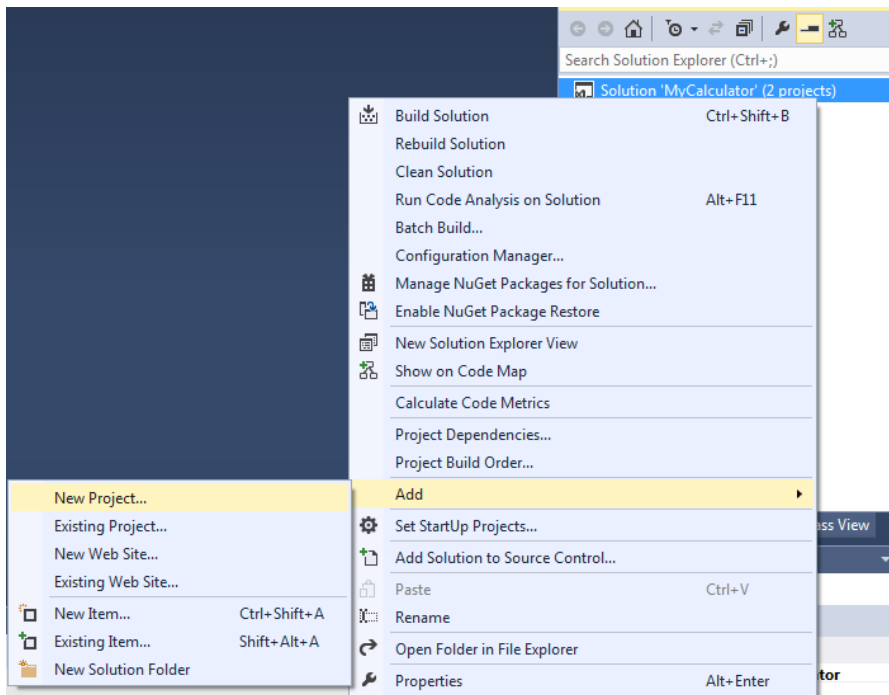 Search Solution Explorer (Ctrl+;)
Solution 'MyCalculator' (2 projects)
Build Solution Ctrl+Shift+B
Rebuild Solution
Clean Solution
Run Code Analysis on Solution Alt+F11
Batch Build...
Configuration Manager...
Manage NuGet Packages for Solution...
Enable NuGet Package Restore
New Solution Explorer View
Show on Code Map
Calculate Code Metrics
Project Dependencies...
Project Build Order...
Add
Set StartUp Projects...
Add Solution to Source Control...
Paste Ctrl+V
Rename
Open Folder in File Explorer
Properties Alt+Enter
New Project...
Existing Project...
New Web Site...
Existing Web Site...
New Item... Ctrl+Shift+A
Existing Item... Shift+Alt+A
New Solution Folder
ass View
tor